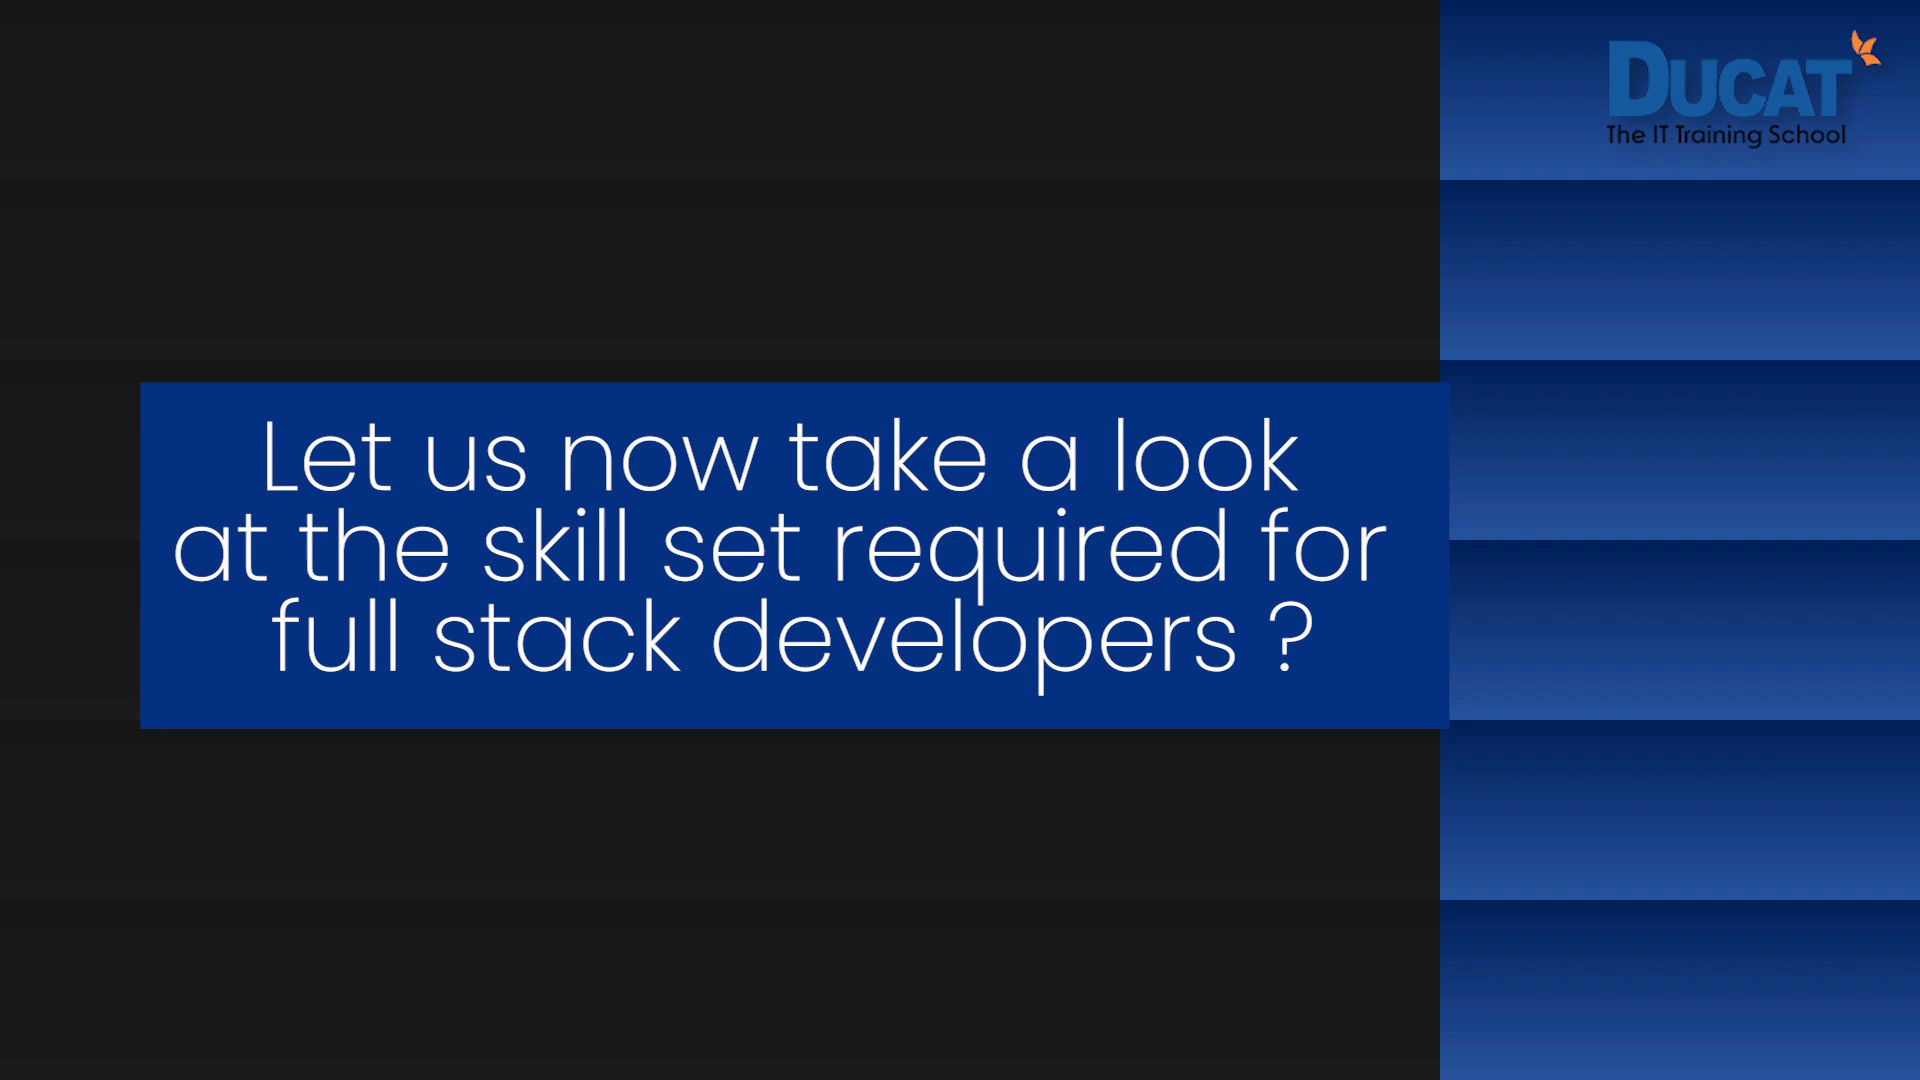 DUCAT
The IT Training School
Let us now take a look
at the skill set required for
full stack developers ?